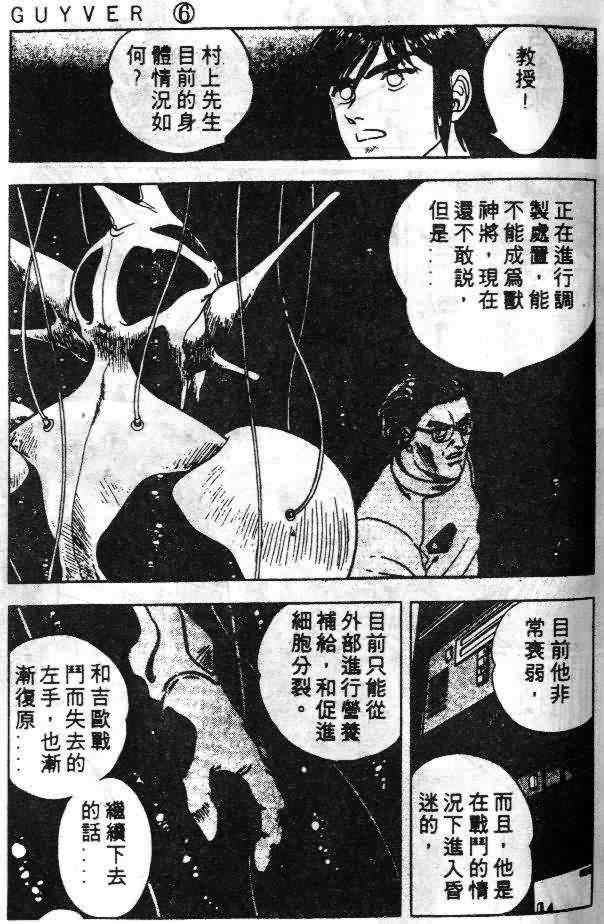 GUYVER ⑥
教授!
村上先生
目前的身
體情況如
何?
正在進行調
製處置,能
不能成爲獸
神將,現在
還不敢説,
但是⋯⋯
目前他非
常衰弱,
而且,他是
在戰鬥的情
況下進入昏
迷的,
目前只能從
外部進行營養
補給,和促進
細胞分裂。
和吉歐戰
鬥而失去的
左手,也漸
漸復原⋯⋯
繼續下去
的話⋯⋯